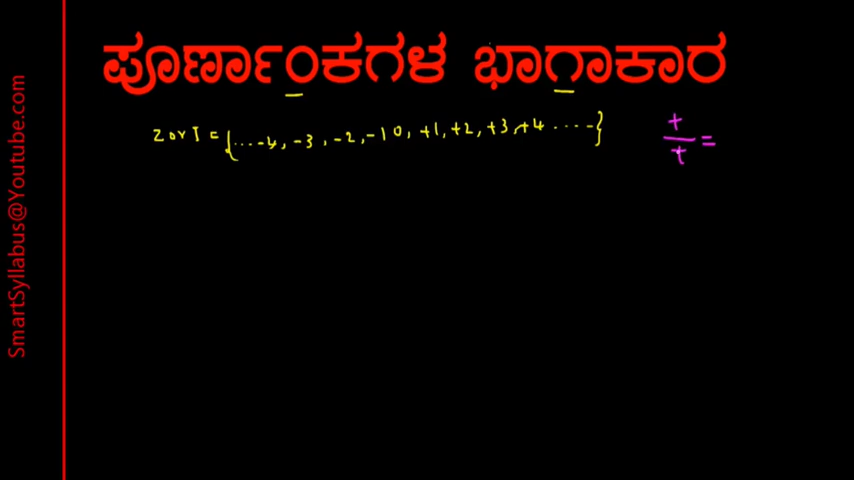 ಪೂರ್ಣಾಂಕಗಳ ಭಾಗಾಕಾರ
Z or I = {....-4, -3, -2, -1 0, +1, +2, +3, +4 .....}
+
+ =
SmartSyllabus@Youtube.com